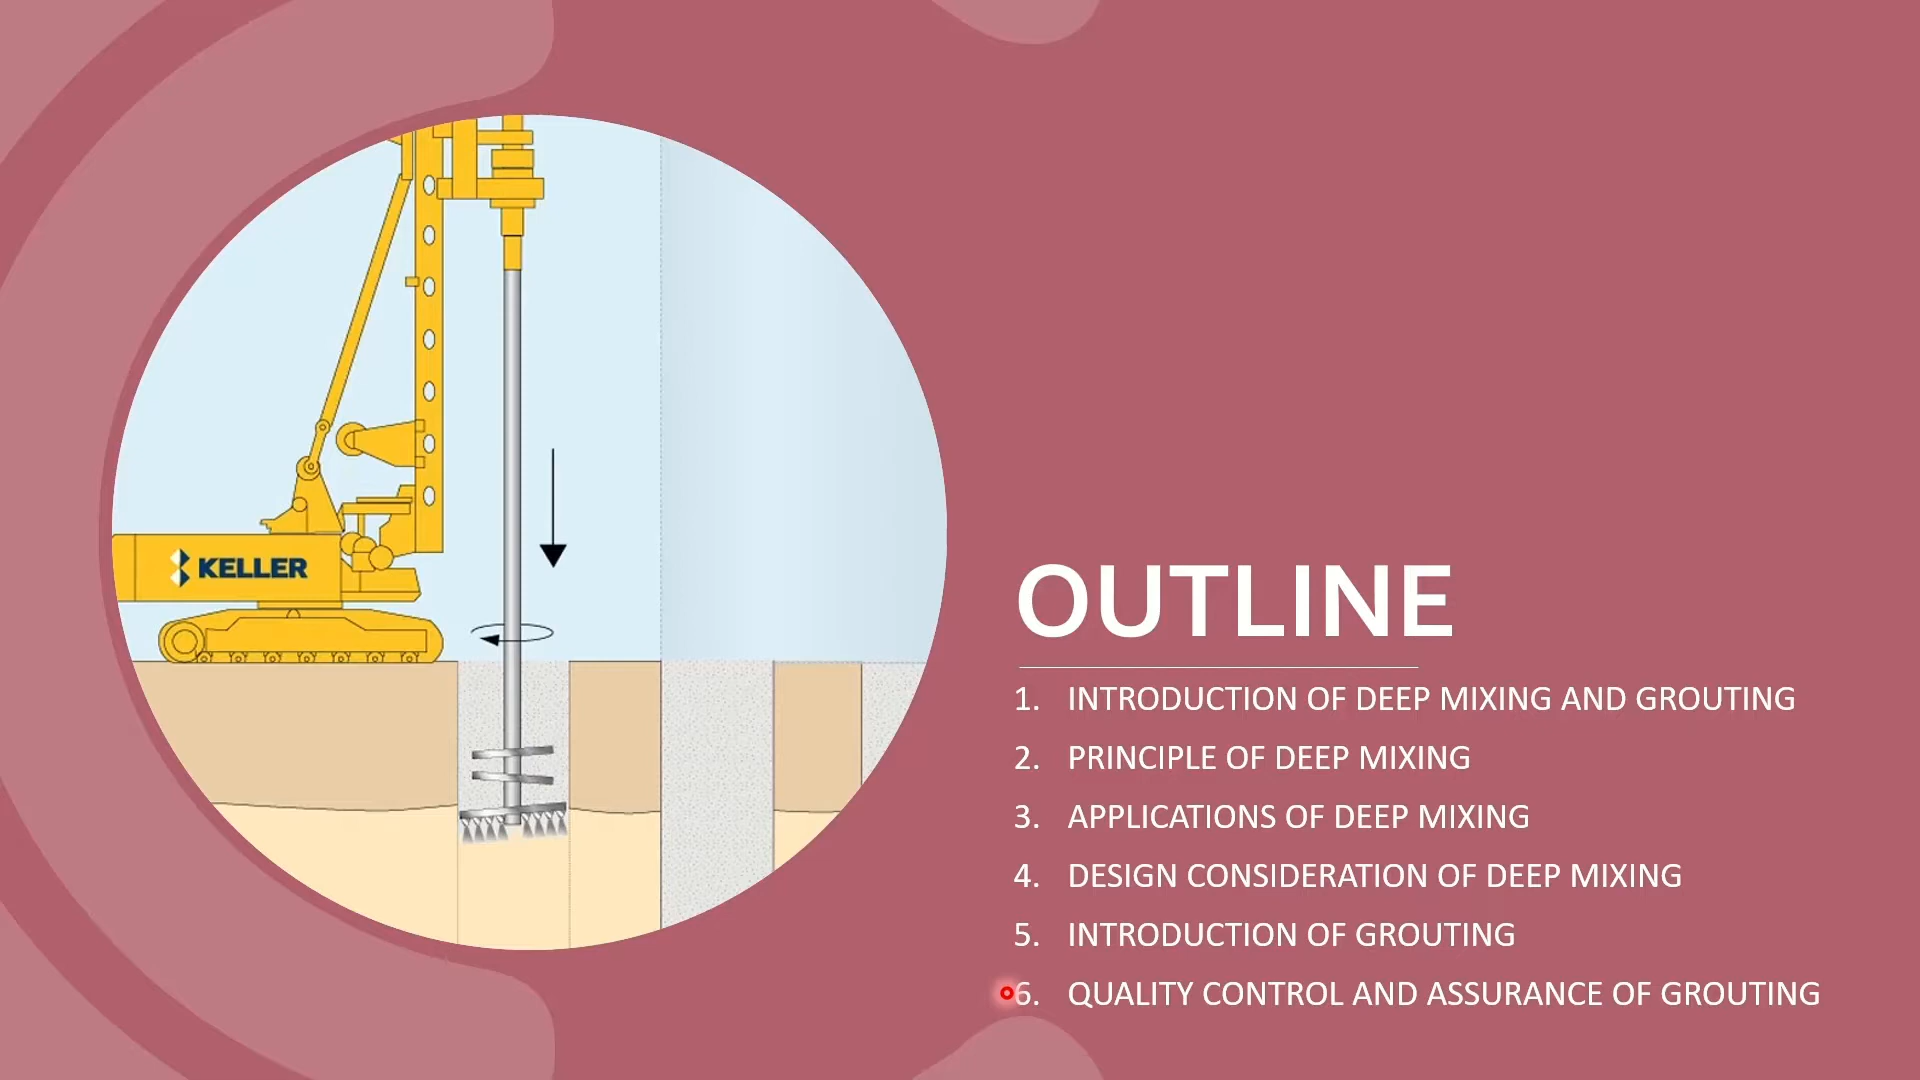 KELLER
OUTLINE
1. INTRODUCTION OF DEEP MIXING AND GROUTING
2. PRINCIPLE OF DEEP MIXING
3. APPLICATIONS OF DEEP MIXING
4. DESIGN CONSIDERATION OF DEEP MIXING
5. INTRODUCTION OF GROUTING
6. QUALITY CONTROL AND ASSURANCE OF GROUTING